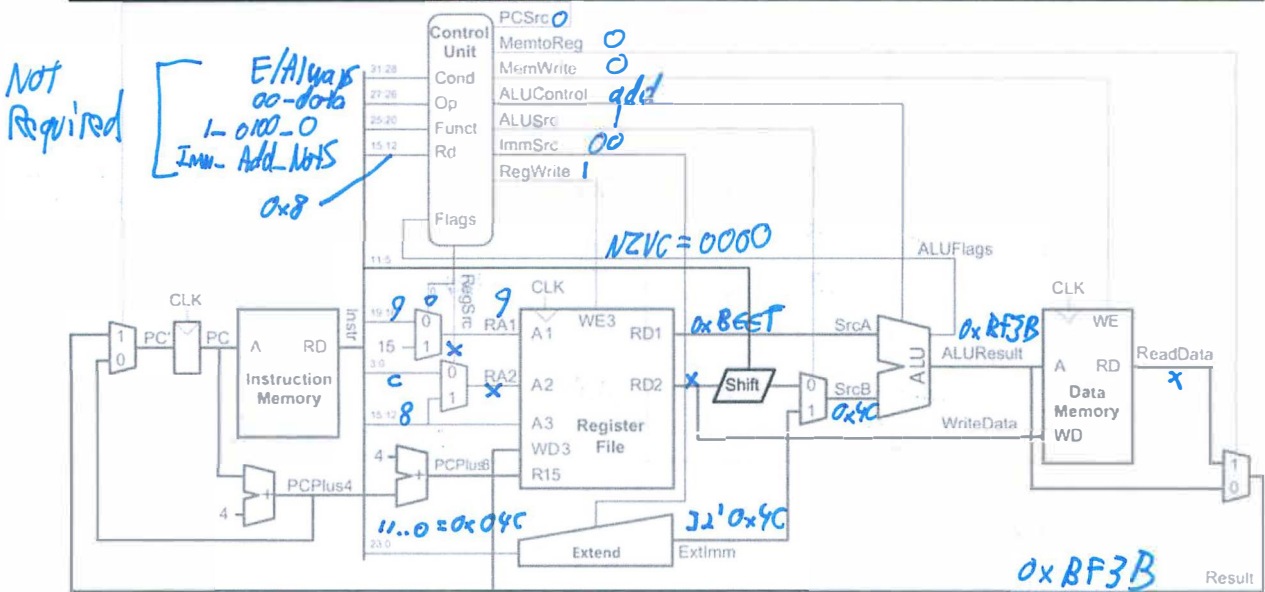 PCSrc 0
Control Unit
MemtoReg 0
MemWrite 0
ALUControl add
ALUSrc 1
ImmSrc 00
RegWrite 1
Not Required
E/Always
00-data
1-0100-0
Imm-Add-NotS
0x8
31:28 Cond
27:26 Op
25:20 Funct
15:12 Rd
Flags
NZVC = 0000
ALUFlags
11:5
RegSrc
CLK
CLK
CLK
Instr
9 0 9
0 1
RA1 A1 WE3 RD1
SrcA
0xBF3B
WE
1 0 PC' PC
A RD
Instruction Memory
15 1 x
3:0 c 0 1
RA2 x A2 RD2 x
Shift
0 1
SrcB
0x4C
ALU
ALUResult
A RD
Data Memory
WD
ReadData
x
15:12 8 A3
Register File
WD3
R15
WriteData
4
+
PCPlus4
4
+
PCPlus8
1 0
11..0 = 0x04C
32'0x4C
23:0
Extend
ExtImm
0xBF3B
Result